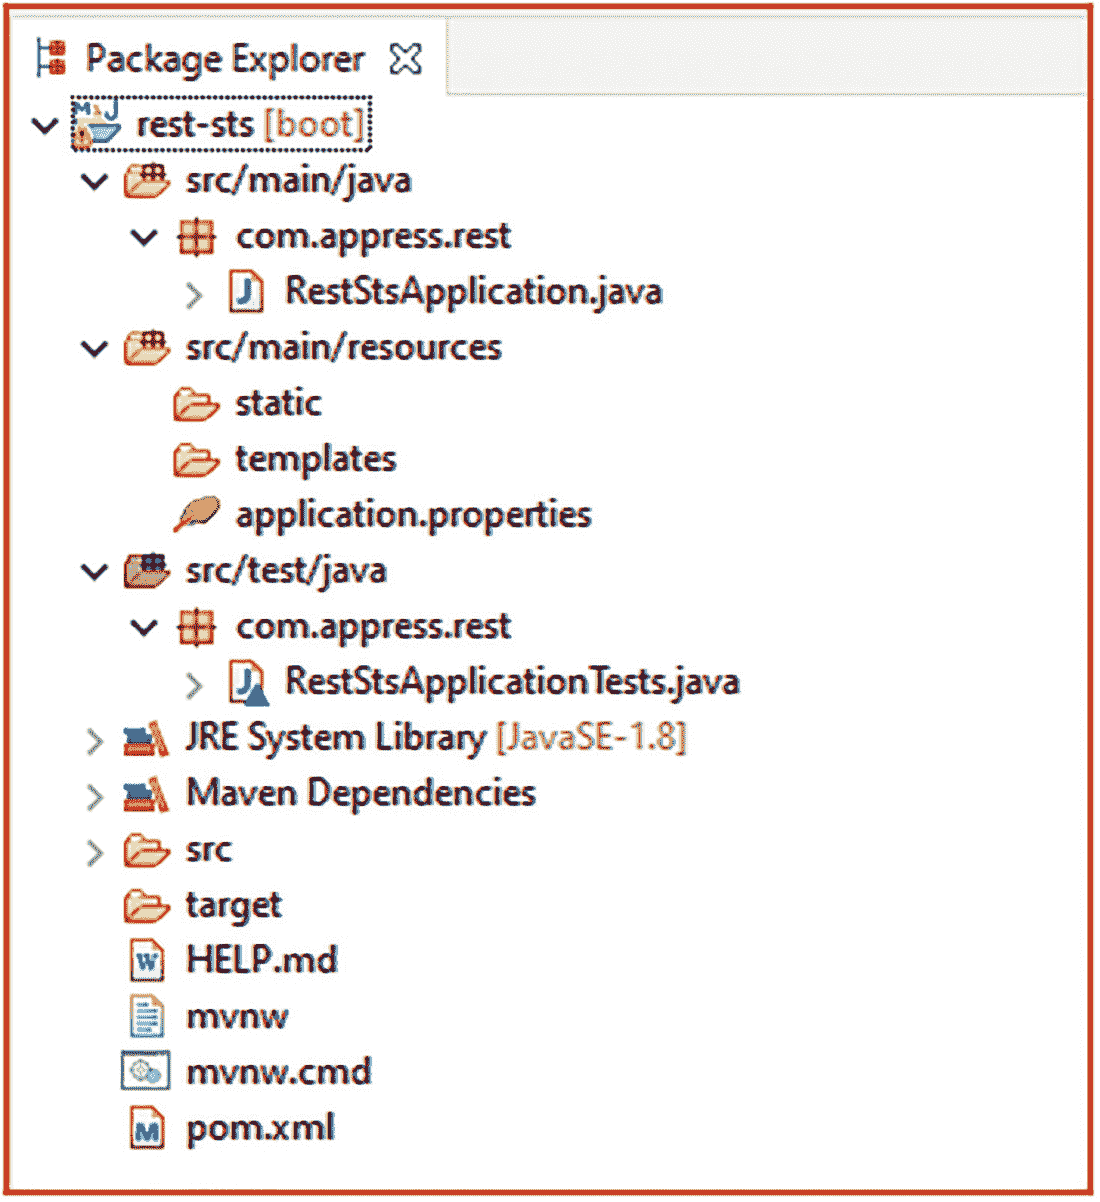 Package Explorer
rest-sts [boot]
src/main/java
com.appress.rest
RestStsApplication.java
src/main/resources
static
templates
application.properties
src/test/java
com.appress.rest
RestStsApplicationTests.java
JRE System Library [JavaSE-1.8]
Maven Dependencies
src
target
HELP.md
mvnw
mvnw.cmd
pom.xml